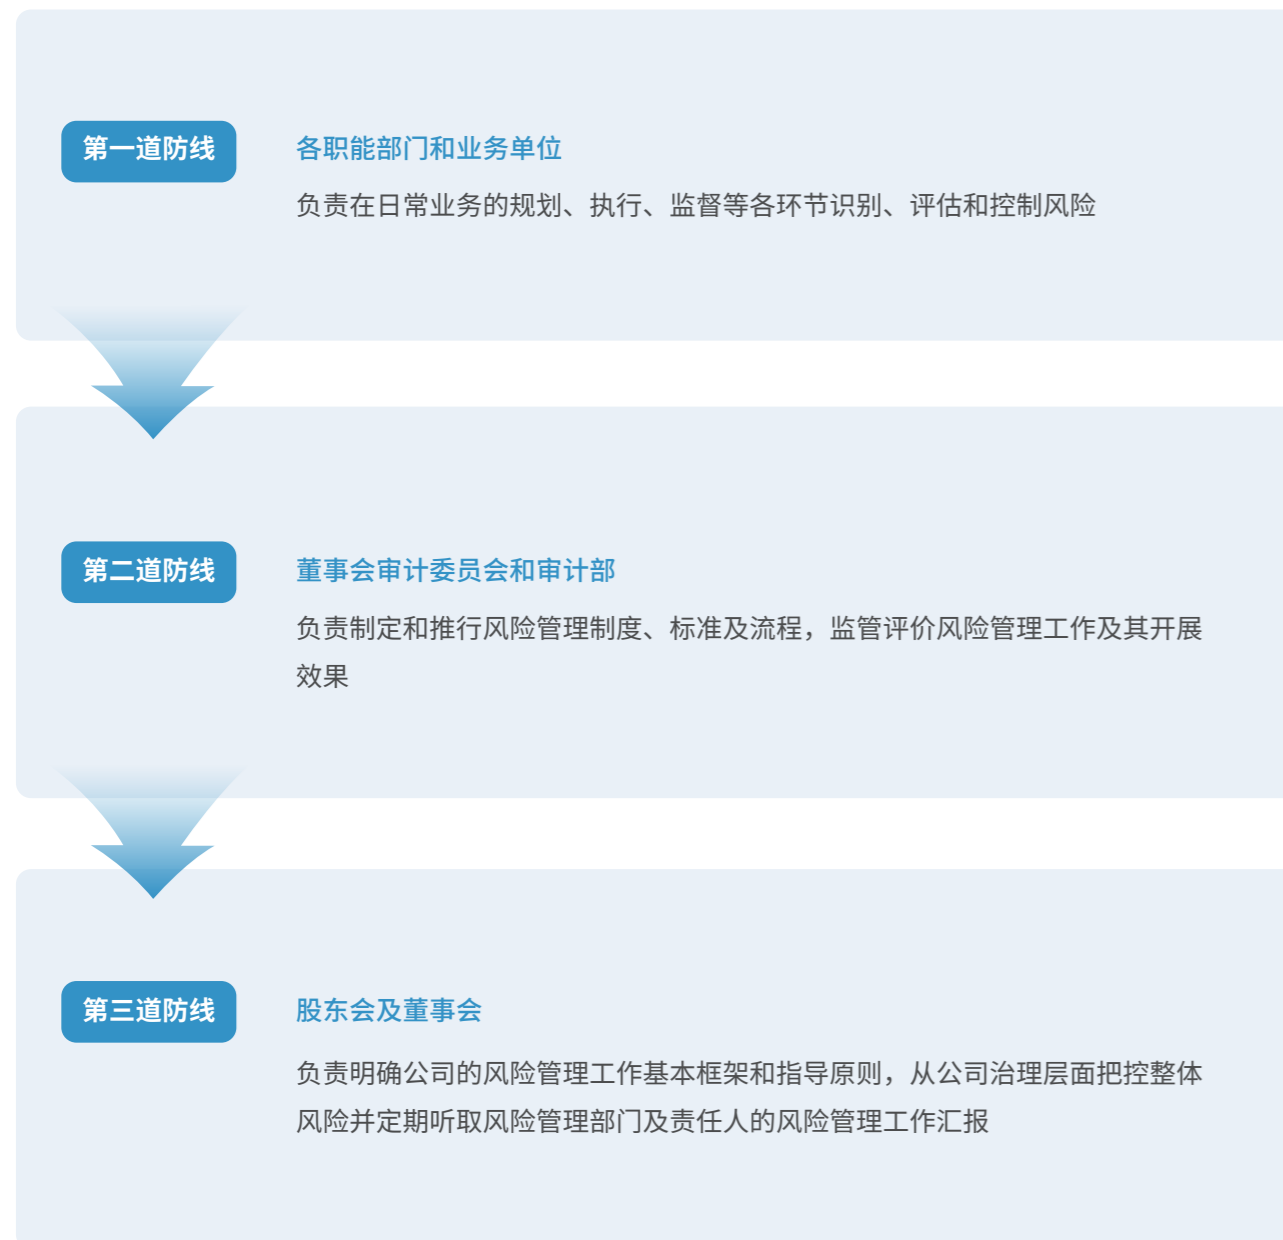 第一道防线
各职能部门和业务单位
负责在日常业务的规划、执行、监督等各环节识别、评估和控制风险
第二道防线
董事会审计委员会和审计部
负责制定和推行风险管理制度、标准及流程，监管评价风险管理工作及其开展
效果
第三道防线
股东会及董事会
负责明确公司的风险管理工作基本框架和指导原则，从公司治理层面把控整体
风险并定期听取风险管理部门及责任人的风险管理工作汇报